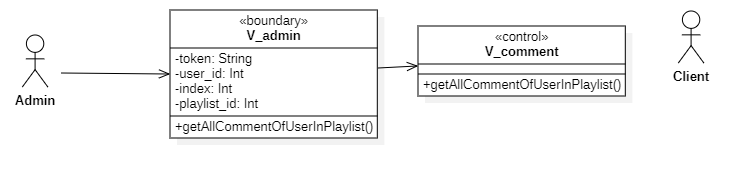 Admin
«boundary»
V_admin
-token: String
-user_id: Int
-index: Int
-playlist_id: Int
+getAllCommentOfUserInPlaylist()
«control»
V_comment
+getAllCommentOfUserInPlaylist()
Client